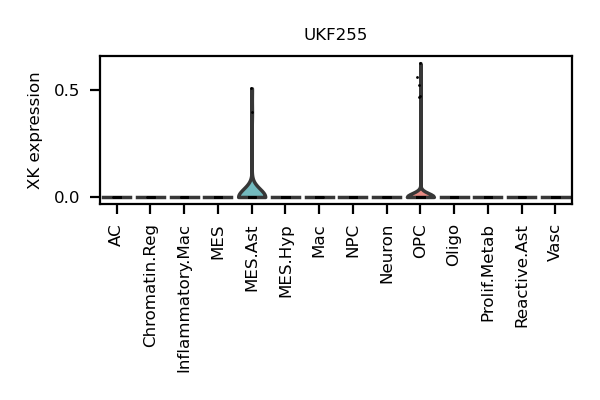 UKF255
XK expression
0.5
0.0
AC
Chromatin.Reg
Inflammatory.Mac
MES
MES.Ast
MES.Hyp
Mac
NPC
Neuron
OPC
Oligo
Prolif.Metab
Reactive.Ast
Vasc